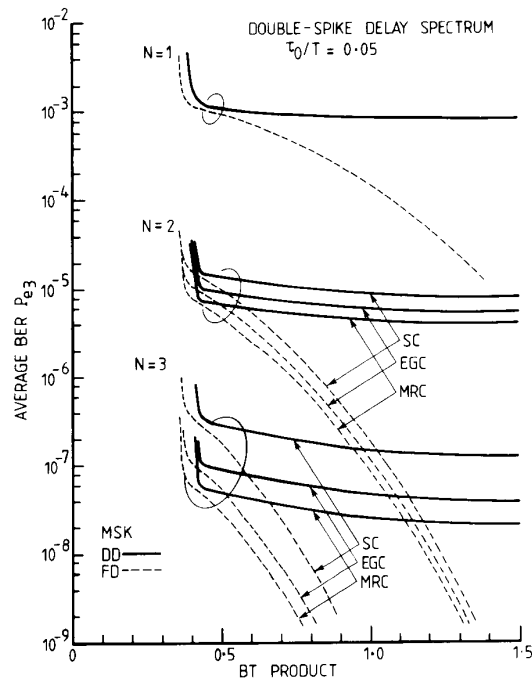 DOUBLE-SPIKE DELAY SPECTRUM
τ0/T = 0·05
N=1
N=2
N=3
10^-2
10^-3
10^-4
10^-5
10^-6
10^-7
10^-8
10^-9
AVERAGE BER Pe3
SC
EGC
MRC
SC
EGC
MRC
MSK
DD
FD
0
0·5
1·0
1·5
BT PRODUCT